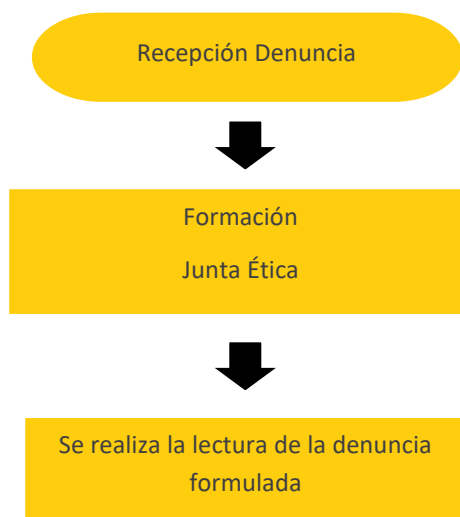 Recepción Denuncia
Formación
Junta Ética
Se realiza la lectura de la denuncia
formulada